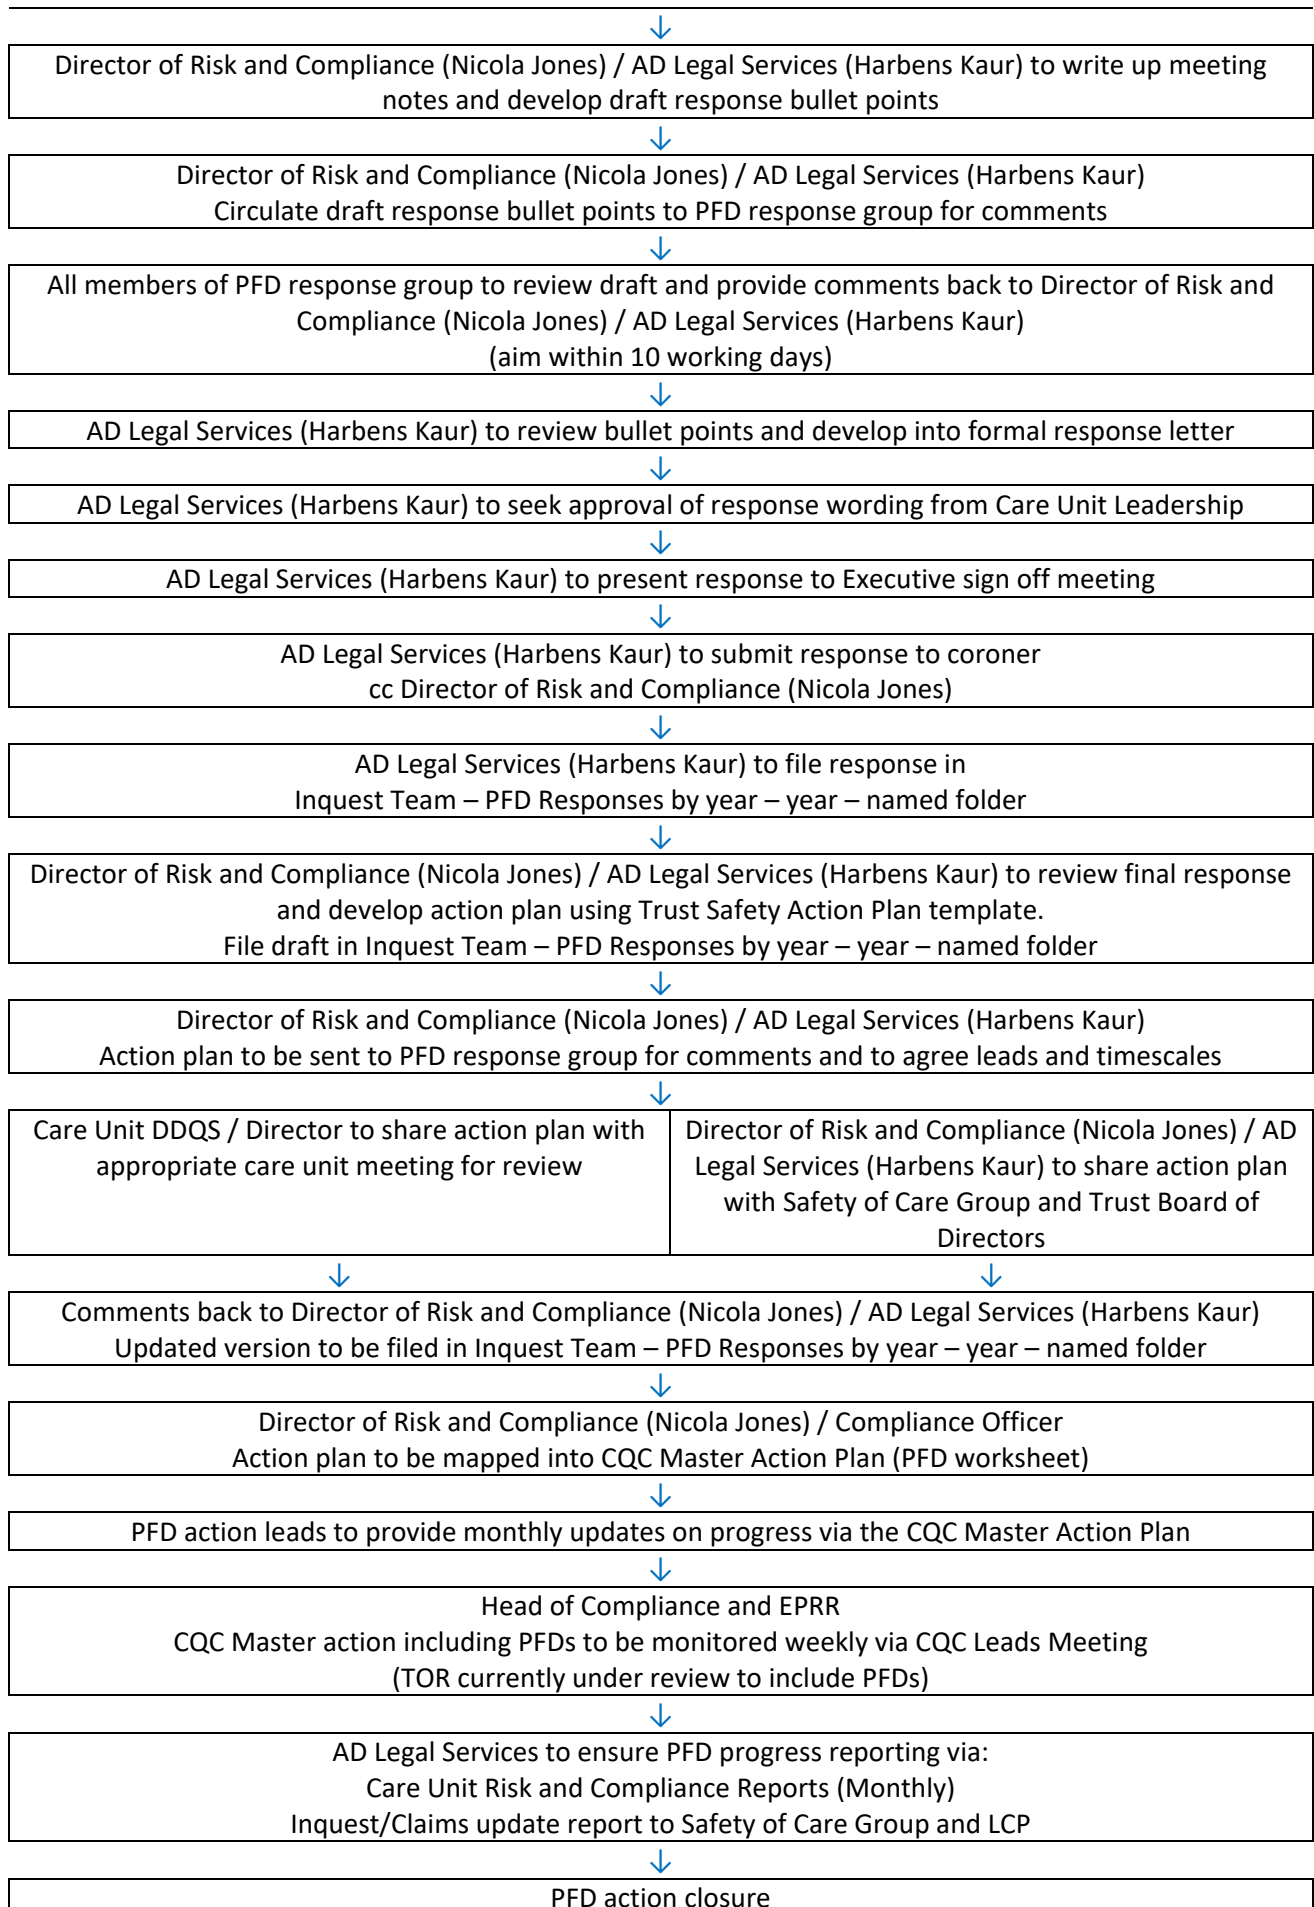 ↓
Director of Risk and Compliance (Nicola Jones) / AD Legal Services (Harbens Kaur) to write up meeting
notes and develop draft response bullet points
↓
Director of Risk and Compliance (Nicola Jones) / AD Legal Services (Harbens Kaur)
Circulate draft response bullet points to PFD response group for comments
↓
All members of PFD response group to review draft and provide comments back to Director of Risk and
Compliance (Nicola Jones) / AD Legal Services (Harbens Kaur)
(aim within 10 working days)
↓
AD Legal Services (Harbens Kaur) to review bullet points and develop into formal response letter
↓
AD Legal Services (Harbens Kaur) to seek approval of response wording from Care Unit Leadership
↓
AD Legal Services (Harbens Kaur) to present response to Executive sign off meeting
↓
AD Legal Services (Harbens Kaur) to submit response to coroner
cc Director of Risk and Compliance (Nicola Jones)
↓
AD Legal Services (Harbens Kaur) to file response in
Inquest Team – PFD Responses by year – year – named folder
↓
Director of Risk and Compliance (Nicola Jones) / AD Legal Services (Harbens Kaur) to review final response
and develop action plan using Trust Safety Action Plan template.
File draft in Inquest Team – PFD Responses by year – year – named folder
↓
Director of Risk and Compliance (Nicola Jones) / AD Legal Services (Harbens Kaur)
Action plan to be sent to PFD response group for comments and to agree leads and timescales
↓
Care Unit DDQS / Director to share action plan with
appropriate care unit meeting for review
Director of Risk and Compliance (Nicola Jones) / AD
Legal Services (Harbens Kaur) to share action plan
with Safety of Care Group and Trust Board of
Directors
↓ ↓
Comments back to Director of Risk and Compliance (Nicola Jones) / AD Legal Services (Harbens Kaur)
Updated version to be filed in Inquest Team – PFD Responses by year – year – named folder
↓
Director of Risk and Compliance (Nicola Jones) / Compliance Officer
Action plan to be mapped into CQC Master Action Plan (PFD worksheet)
↓
PFD action leads to provide monthly updates on progress via the CQC Master Action Plan
↓
Head of Compliance and EPRR
CQC Master action including PFDs to be monitored weekly via CQC Leads Meeting
(TOR currently under review to include PFDs)
↓
AD Legal Services to ensure PFD progress reporting via:
Care Unit Risk and Compliance Reports (Monthly)
Inquest/Claims update report to Safety of Care Group and LCP
↓
PFD action closure